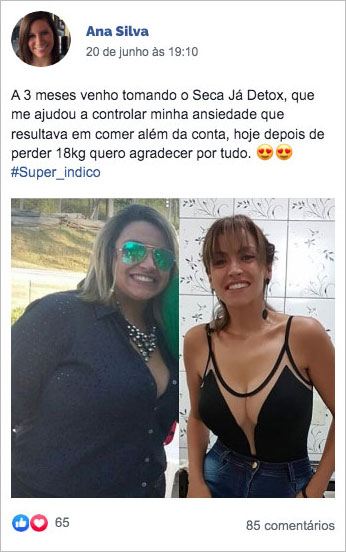 Ana Silva
20 de junho às 19:10
A 3 meses venho tomando o Seca Já Detox, que
me ajudou a controlar minha ansiedade que
resultava em comer além da conta, hoje depois de
perder 18kg quero agradecer por tudo. 😍😍
#Super_indico
65
85 comentários